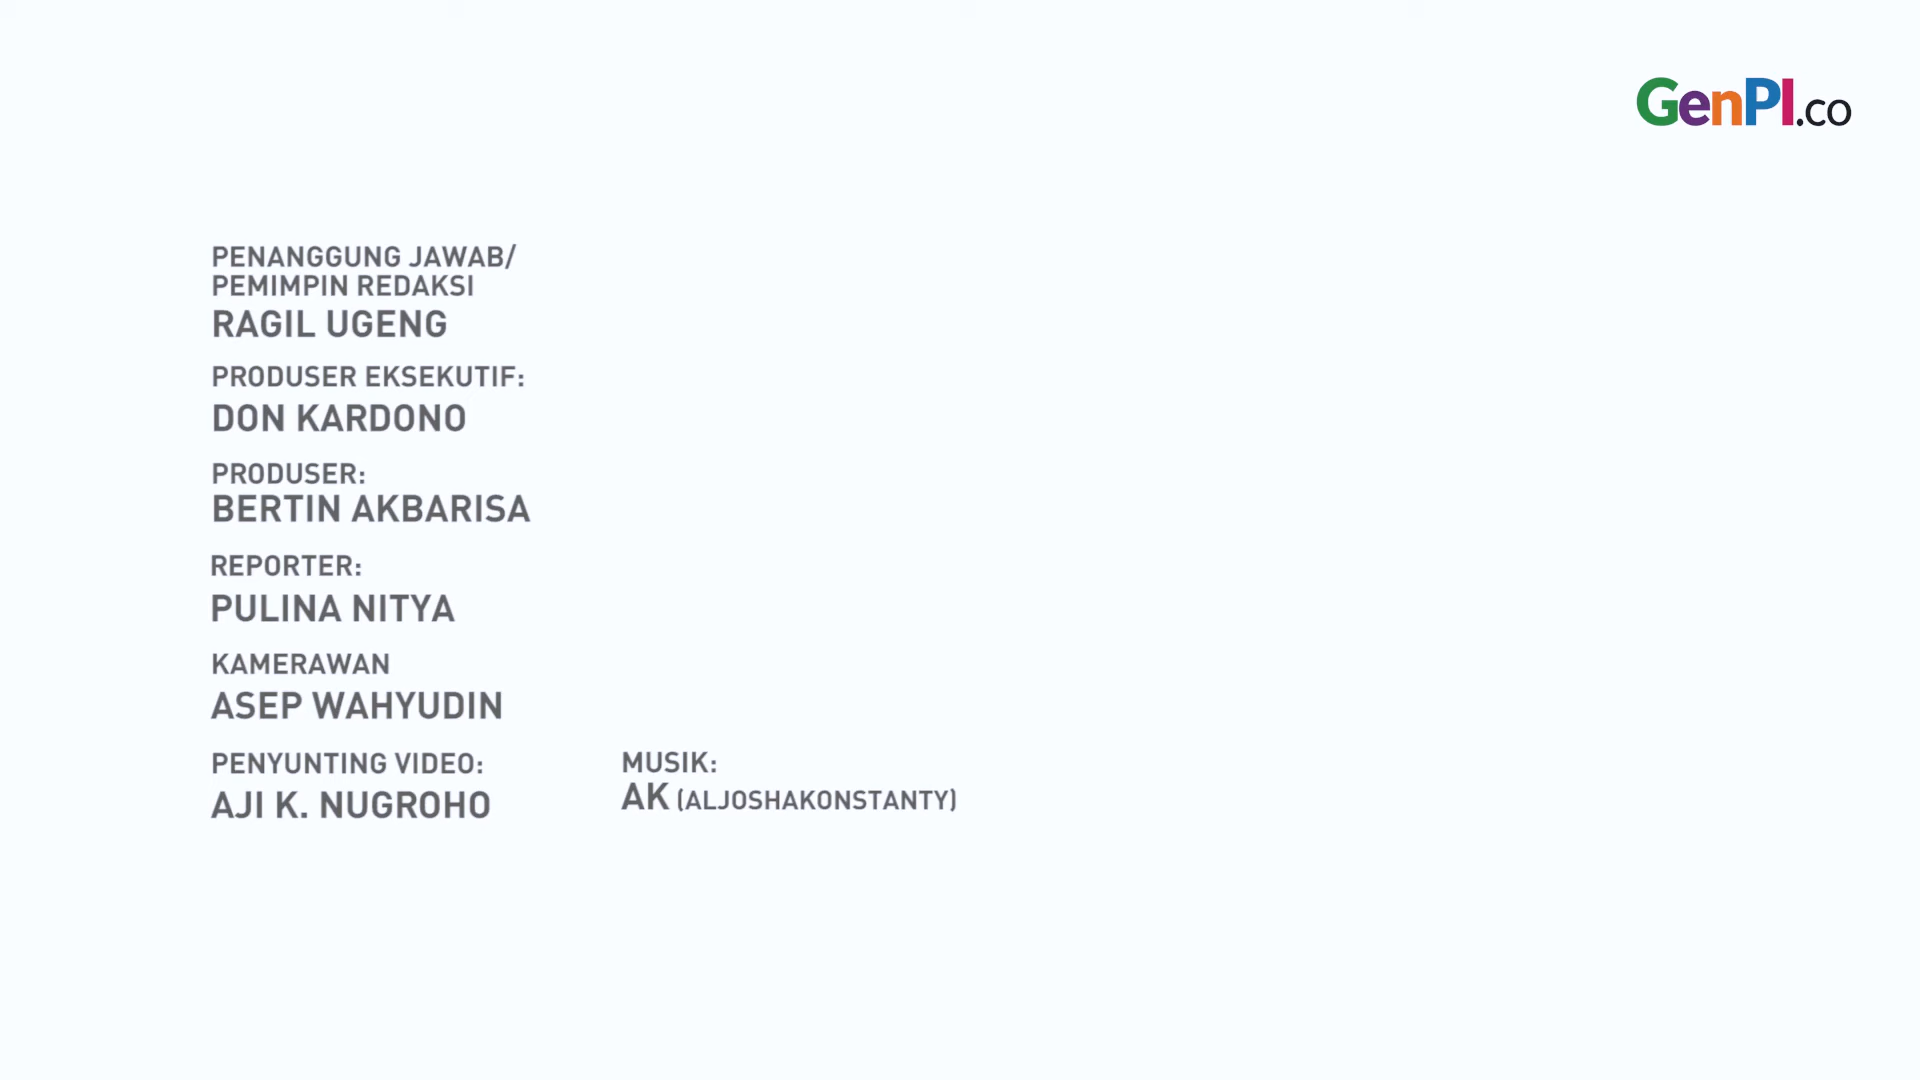 GenPI.co
PENANGGUNG JAWAB/
PEMIMPIN REDAKSI
RAGIL UGENG
PRODUSER EKSEKUTIF:
DON KARDONO
PRODUSER:
BERTIN AKBARISA
REPORTER:
PULINA NITYA
KAMERAWAN
ASEP WAHYUDIN
PENYUNTING VIDEO:
AJI K. NUGROHO
MUSIK:
AK (ALJOSHAKONSTANTY)